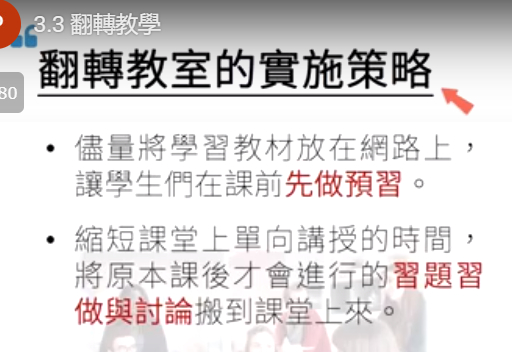 3.3 翻轉教學
80
翻轉教室的實施策略
• 儘量將學習教材放在網路上，
讓學生們在課前先做預習。
• 縮短課堂上單向講授的時間，
將原本課後才會進行的習題習
做與討論搬到課堂上來。